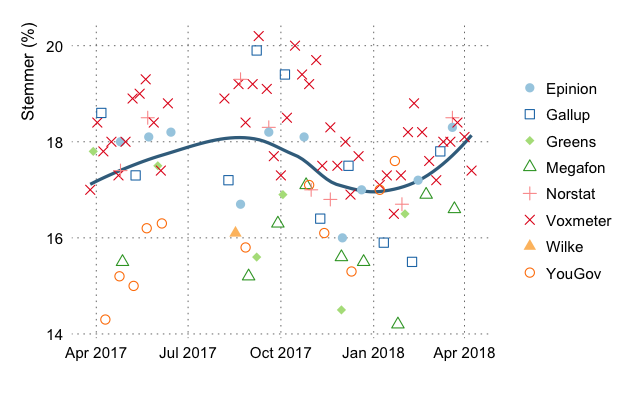 Stemmer (%)
20
18
16
14
Apr 2017 Jul 2017 Oct 2017 Jan 2018 Apr 2018
Epinion
Gallup
Greens
Megafon
Norstat
Voxmeter
Wilke
YouGov